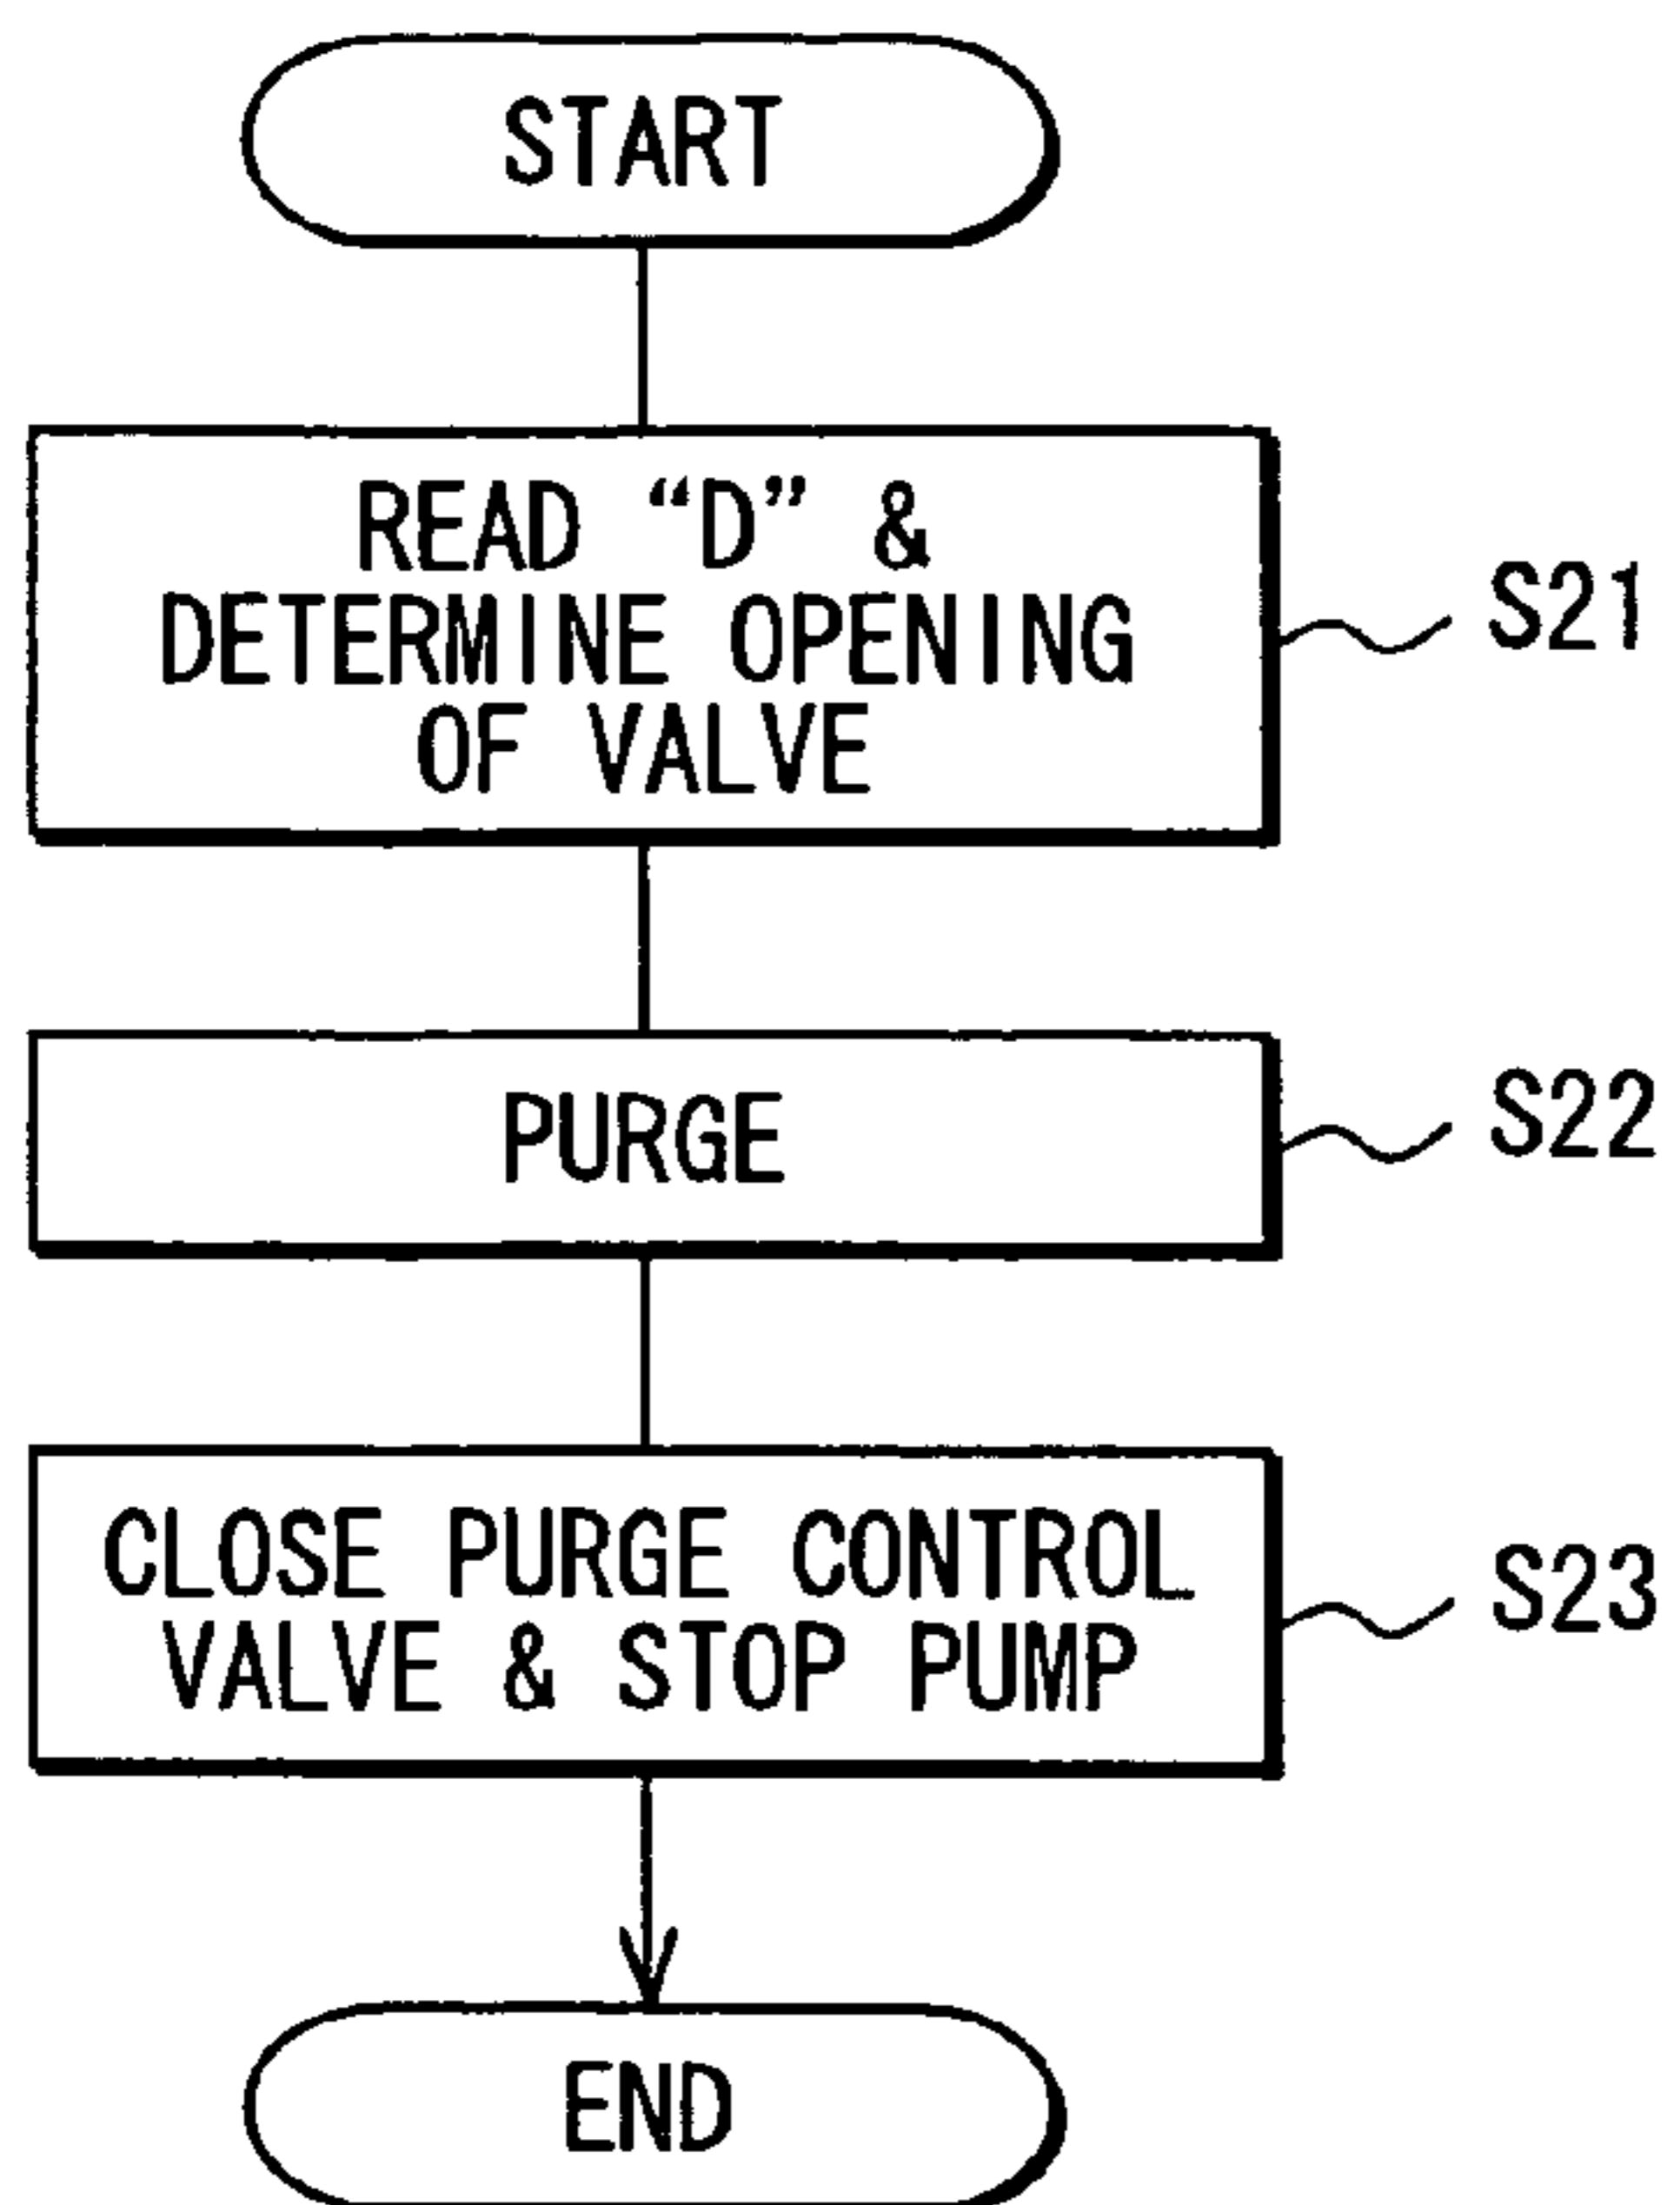 START
READ “D” &
DETERMINE OPENING
OF VALVE
S21
PURGE
S22
CLOSE PURGE CONTROL
VALVE & STOP PUMP
S23
END